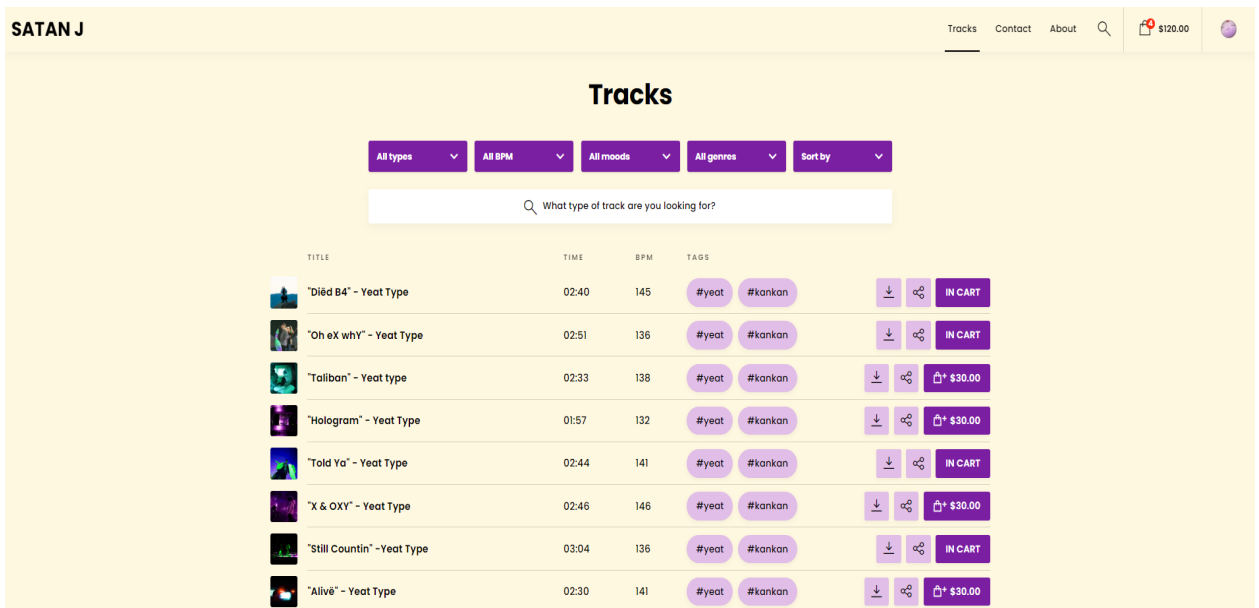 SATAN J
Tracks Contact About 4 $120.00
Tracks
All types All BPM All moods All genres Sort by
What type of track are you looking for?
TITLE TIME BPM TAGS
"Diëd B4" - Yeat Type 02:40 145 #yeat #kankan IN CART
"Oh eX whY" - Yeat Type 02:51 136 #yeat #kankan IN CART
"Taliban" - Yeat type 02:33 138 #yeat #kankan $30.00
"Hologram" - Yeat Type 01:57 132 #yeat #kankan $30.00
"Told Ya" - Yeat Type 02:44 141 #yeat #kankan IN CART
"X & OXY" - Yeat Type 02:46 146 #yeat #kankan $30.00
"Still Countin" -Yeat Type 03:04 136 #yeat #kankan IN CART
"Alivë" - Yeat Type 02:30 141 #yeat #kankan $30.00